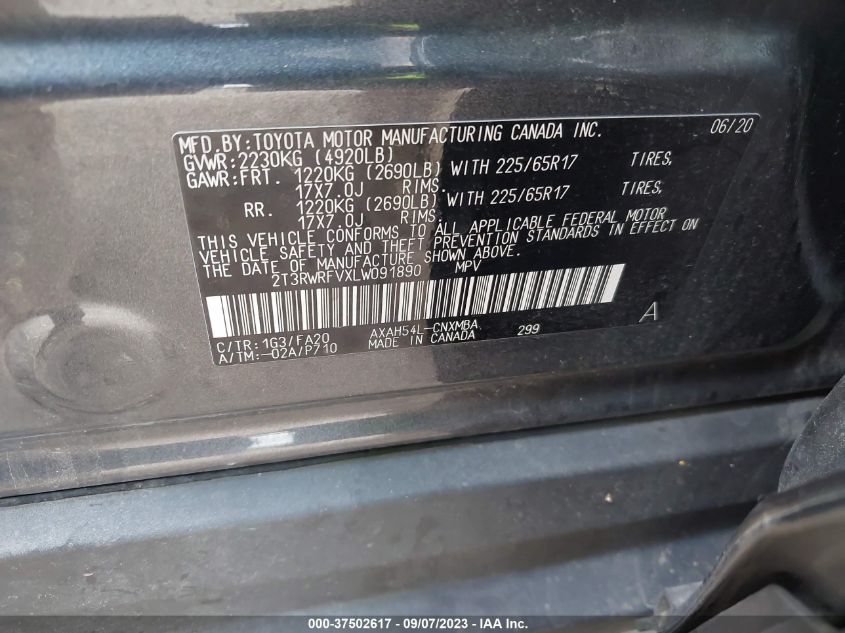 MFD.BY:TOYOTA MOTOR MANUFACTURING CANADA INC. 06/20
GVWR:2230KG (4920LB)
GAWR:FRT. 1220KG (2690LB) WITH 225/65R17 TIRES,
17X7.0J RIMS.
RR. 1220KG (2690LB) WITH 225/65R17 TIRES,
17X7.0J RIMS.
THIS VEHICLE CONFORMS TO ALL APPLICABLE FEDERAL MOTOR
VEHICLE SAFETY AND THEFT PREVENTION STANDARDS IN EFFECT ON
THE DATE OF MANUFACTURE SHOWN ABOVE.
2T3RWRFVXLW091890 MPV
A
C/TR:1G3/FA20 AXAH54L-CNXMBA 299
A/TM:-02A/P710 MADE IN CANADA
000-37502617 - 09/07/2023 - IAA Inc.